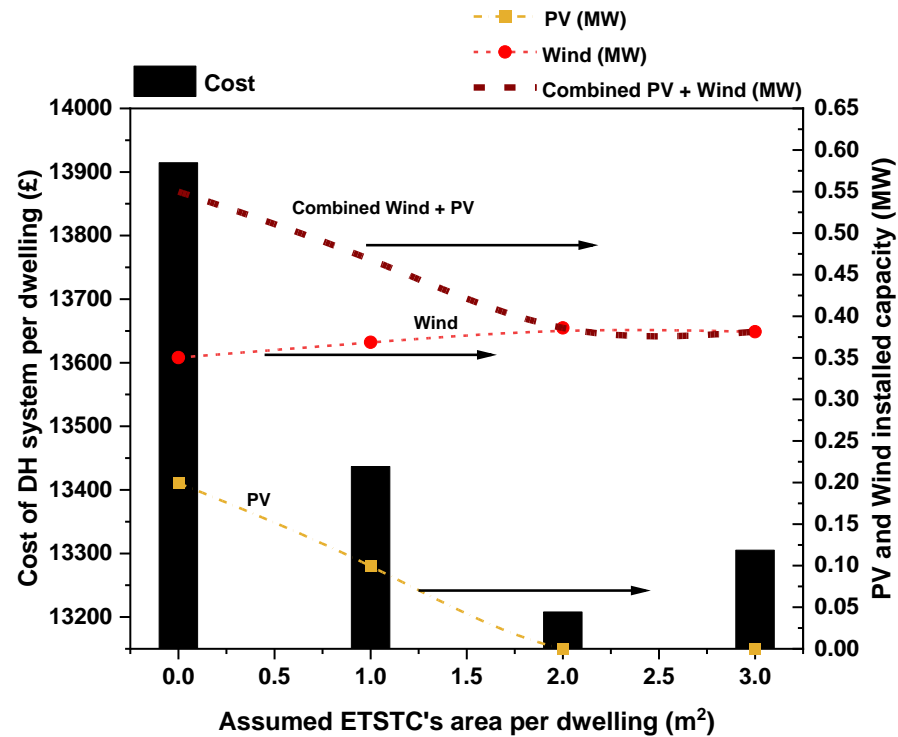 PV (MW)
Wind (MW)
Cost
Combined PV + Wind (MW)
14000
13900
13800
13700
13600
13500
13400
13300
13200
Cost of DH system per dwelling (£)
Combined Wind + PV
Wind
PV
0.65
0.60
0.55
0.50
0.45
0.40
0.35
0.30
0.25
0.20
0.15
0.10
0.05
0.00
PV and Wind installed capacity (MW)
0.0 0.5 1.0 1.5 2.0 2.5 3.0
Assumed ETSTC's area per dwelling (m²)